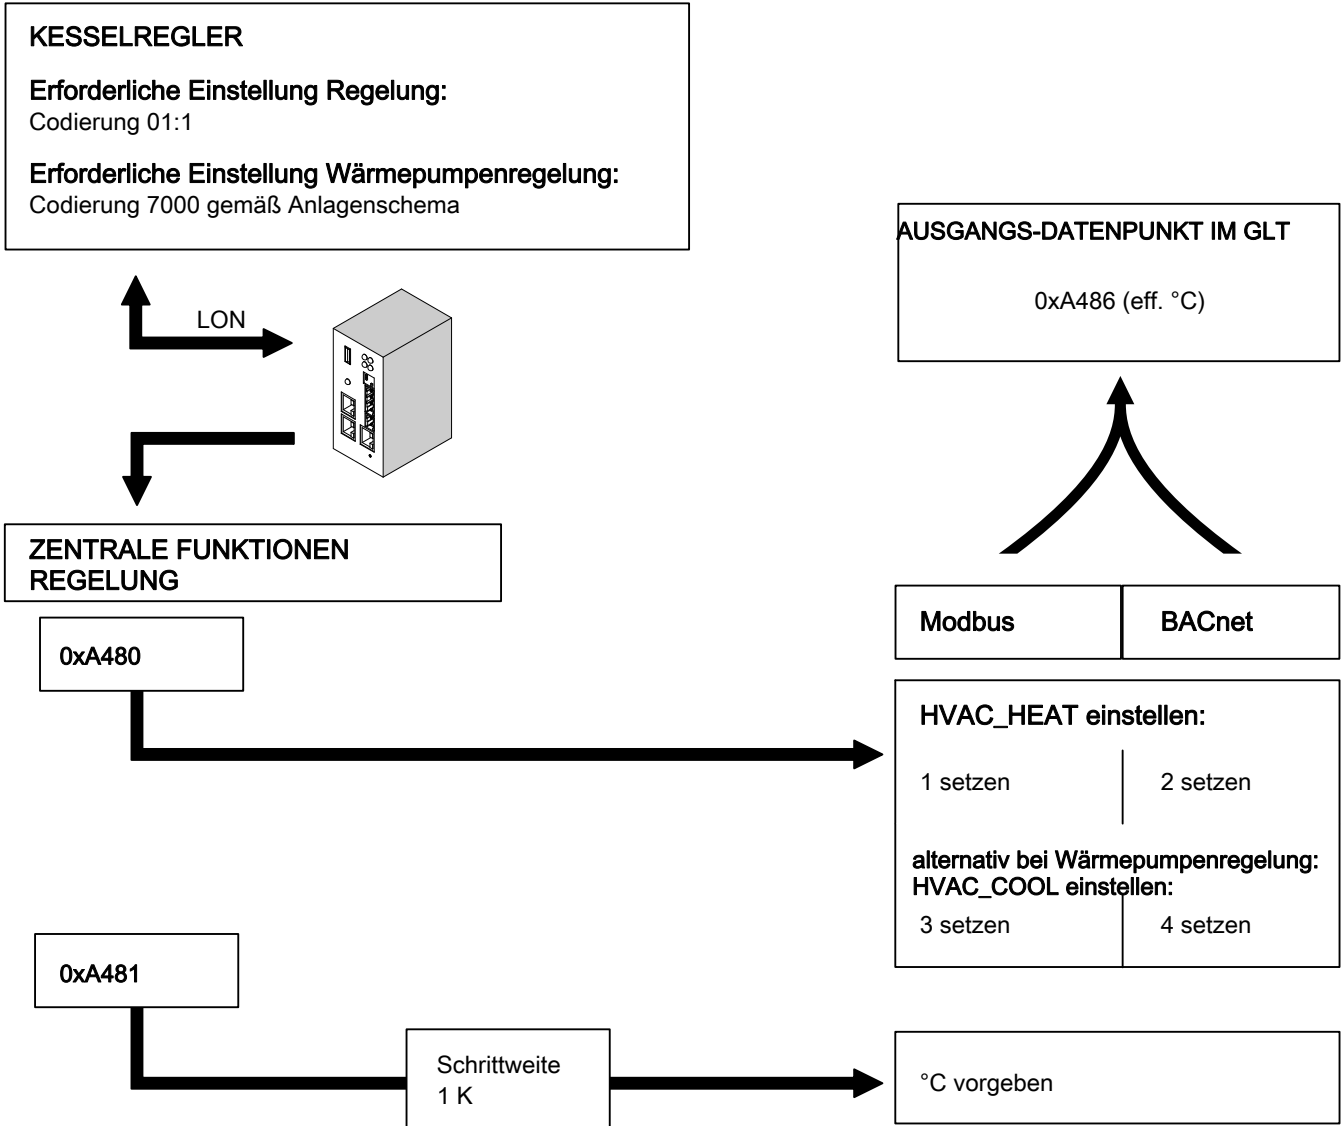 KESSELREGLER
Erforderliche Einstellung Regelung:
Codierung 01:1
Erforderliche Einstellung Wärmepumpenregelung:
Codierung 7000 gemäß Anlagenschema
AUSGANGS-DATENPUNKT IM GLT
0xA486 (eff. °C)
LON
ZENTRALE FUNKTIONEN
REGELUNG
Modbus
BACnet
0xA480
HVAC_HEAT einstellen:
1 setzen
2 setzen
alternativ bei Wärmepumpenregelung:
HVAC_COOL einstellen:
3 setzen
4 setzen
0xA481
Schrittweite
1 K
°C vorgeben